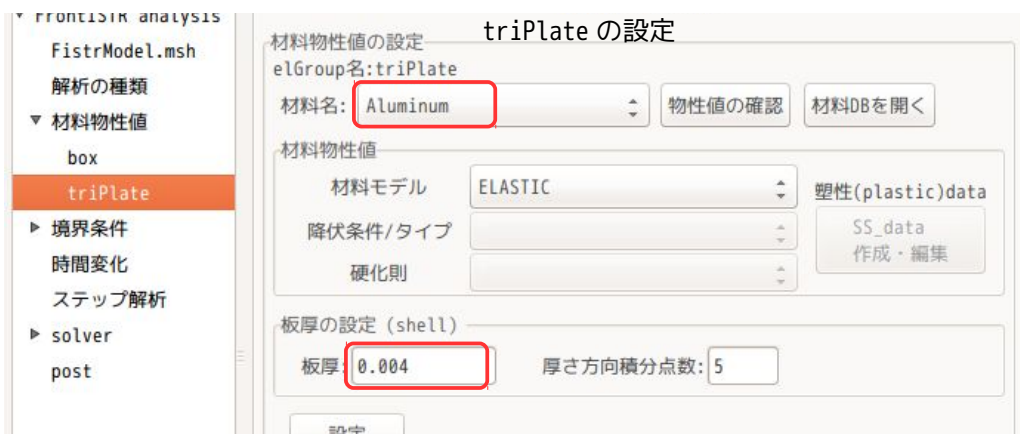 FrontISTR analysis
FistrModel.msh
解析の種類
▼ 材料物性値
box
triPlate
▶ 境界条件
時間変化
ステップ解析
▶ solver
post
triPlate の設定
材料物性値の設定
elGroup名:triPlate
材料名: Aluminum 物性値の確認 材料DBを開く
材料物性値
材料モデル ELASTIC 塑性(plastic)data
降伏条件/タイプ SS_data
作成・編集
硬化則
板厚の設定 (shell)
板厚: 0.004 厚さ方向積分点数: 5
設定